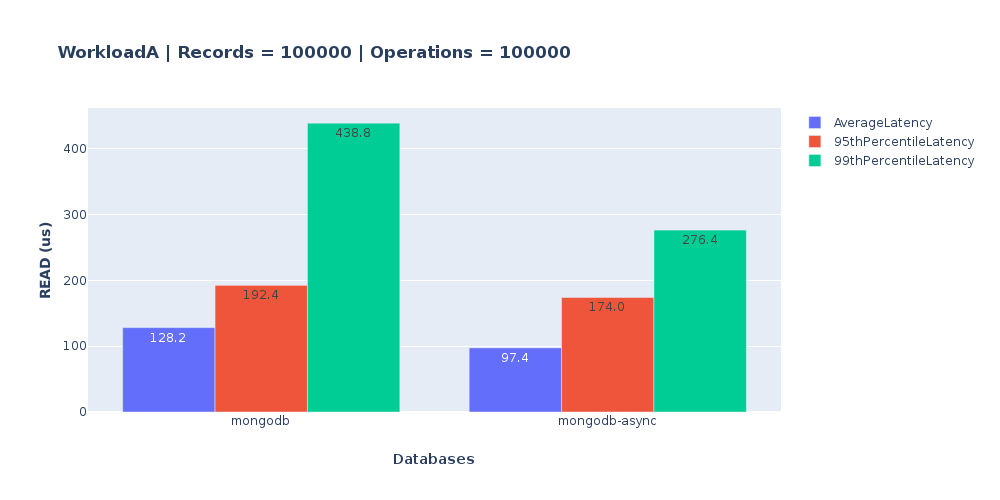 WorkloadA | Records = 100000 | Operations = 100000
AverageLatency
95thPercentileLatency
99thPercentileLatency
READ (us)
400
300
200
100
0
128.2
192.4
438.8
97.4
174.0
276.4
mongodb
mongodb-async
Databases